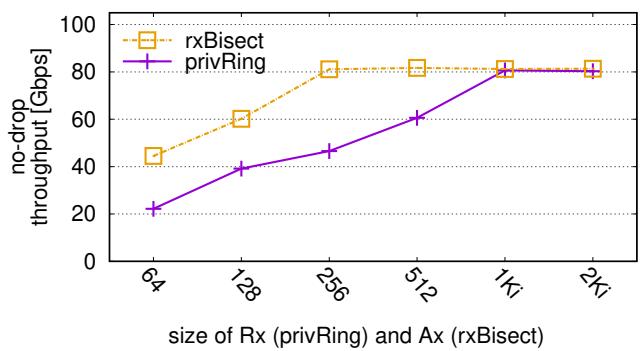 100
80
60
40
20
0
no-drop
throughput [Gbps]
rxBisect
privRing
64
128
256
512
1Ki
2Ki
size of Rx (privRing) and Ax (rxBisect)